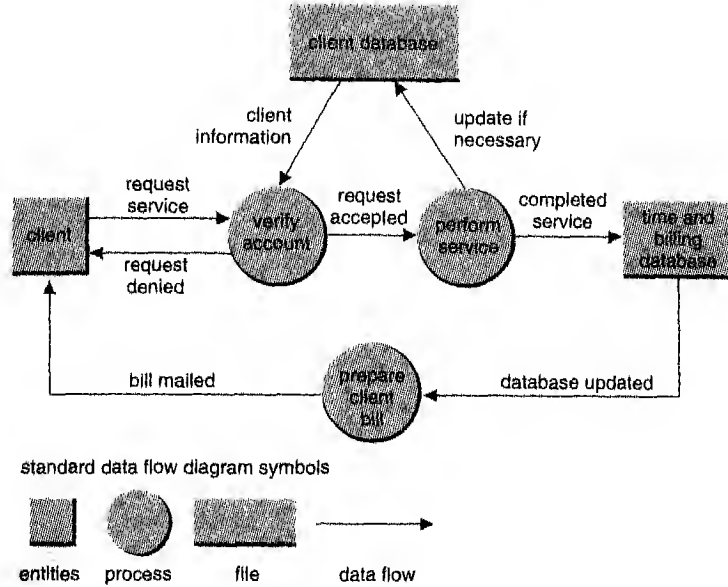 client database
client
information
update if
necessary
request
service
request
accepted
completed
service
client
verify
account
perform
service
time and
billing
database
request
denied
bill mailed
prepare
client
bill
database updated
standard data flow diagram symbols
entities
process
file
data flow